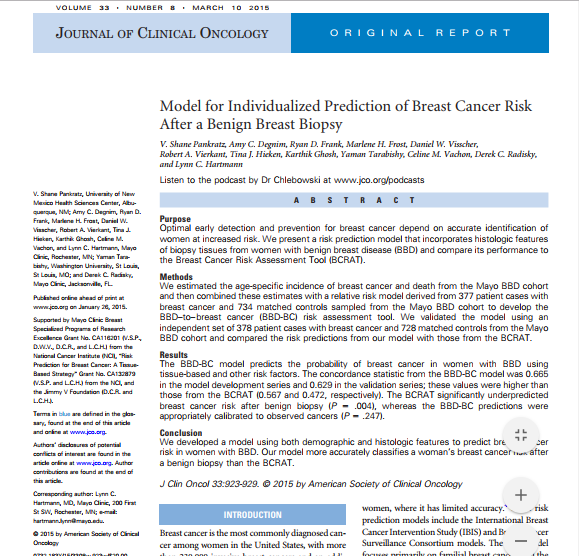 VOLUME 33 · NUMBER 8 · MARCH 10 2015
JOURNAL OF CLINICAL ONCOLOGY
ORIGINAL REPORT
Model for Individualized Prediction of Breast Cancer Risk
After a Benign Breast Biopsy
V. Shane Pankratz, Amy C. Degnim, Ryan D. Frank, Marlene H. Frost, Daniel W. Visscher,
Robert A. Vierkant, Tina J. Hieken, Karthik Ghosh, Yaman Tarabishy, Celine M. Vachon, Derek C. Radisky,
and Lynn C. Hartmann
Listen to the podcast by Dr Chlebowski at www.jco.org/podcasts
V. Shane Pankratz, University of New
Mexico Health Sciences Center, Albu-
querque, NM; Amy C. Degnim, Ryan D.
Frank, Marlene H. Frost, Daniel W.
Visscher, Robert A. Vierkant, Tina J.
Hieken, Karthik Ghosh, Celine M.
Vachon, and Lynn C. Hartmann, Mayo
Clinic, Rochester, MN; Yaman Tara-
bishy, Washington University, St Louis,
St Louis, MO; and Derek C. Radisky,
Mayo Clinic, Jacksonville, FL.
Published online ahead of print at
www.jco.org on January 26, 2015.
Supported by Mayo Clinic Breast
Specialized Programs of Research
Excellence Grant No. CA116201 (V.S.P.,
D.W.V., D.C.R., and L.C.H.) from the
National Cancer Institute (NCI), "Risk
Prediction for Breast Cancer: A Tissue-
Based Strategy" Grant No. CA132879
(V.S.P. and L.C.H.) from the NCI, and
the Jimmy V Foundation (D.C.R. and
L.C.H.).
Terms in blue are defined in the glos-
sary, found at the end of this article
and online at www.jco.org.
Authors' disclosures of potential
conflicts of interest are found in the
article online at www.jco.org. Author
contributions are found at the end of
this article.
Corresponding author: Lynn C.
Hartmann, MD, Mayo Clinic, 200 First
St SW, Rochester, MN; e-mail:
hartmann.lynn@mayo.edu.
© 2015 by American Society of Clinical
Oncology
ABSTRACT
Purpose
Optimal early detection and prevention for breast cancer depend on accurate identification of
women at increased risk. We present a risk prediction model that incorporates histologic features
of biopsy tissues from women with benign breast disease (BBD) and compare its performance to
the Breast Cancer Risk Assessment Tool (BCRAT).
Methods
We estimated the age-specific incidence of breast cancer and death from the Mayo BBD cohort
and then combined these estimates with a relative risk model derived from 377 patient cases with
breast cancer and 734 matched controls sampled from the Mayo BBD cohort to develop the
BBD–to–breast cancer (BBD-BC) risk assessment tool. We validated the model using an
independent set of 378 patient cases with breast cancer and 728 matched controls from the Mayo
BBD cohort and compared the risk predictions from our model with those from the BCRAT.
Results
The BBD-BC model predicts the probability of breast cancer in women with BBD using
tissue-based and other risk factors. The concordance statistic from the BBD-BC model was 0.665
in the model development series and 0.629 in the validation series; these values were higher than
those from the BCRAT (0.567 and 0.472, respectively). The BCRAT significantly underpredicted
breast cancer risk after benign biopsy (P = .004), whereas the BBD-BC predictions were
appropriately calibrated to observed cancers (P = .247).
Conclusion
We developed a model using both demographic and histologic features to predict
risk in women with BBD. Our model more accurately classifies a woman's breast cancer after
a benign biopsy than the BCRAT.
J Clin Oncol 33:923-929. © 2015 by American Society of Clinical Oncology
INTRODUCTION
Breast cancer is the most commonly diagnosed can-
cer among women in the United States, with more
women, where it has limited accuracy. risk
prediction models include the International Breast
Cancer Intervention Study (IBIS) and
Surveillance Consortium models. The
focuses primarily on familial breast